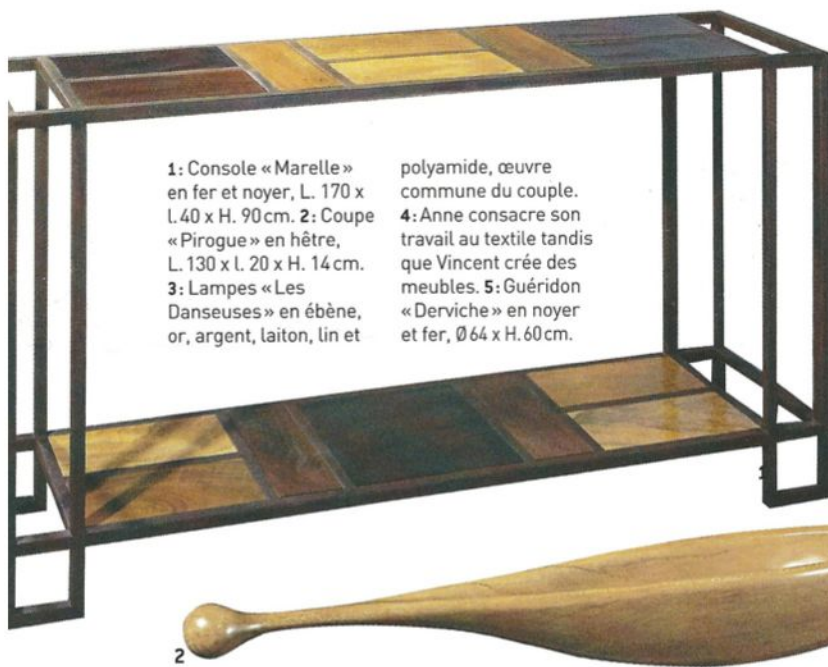 1: Console « Marelle »
en fer et noyer, L. 170 x
l. 40 x H. 90 cm. 2: Coupe
« Pirogue » en hêtre,
L. 130 x l. 20 x H. 14 cm.
3: Lampes « Les
Danseuses » en ébène,
or, argent, laiton, lin et
polyamide, œuvre
commune du couple.
4: Anne consacre son
travail au textile tandis
que Vincent crée des
meubles. 5: Guéridon
« Derviche » en noyer
et fer, Ø 64 x H. 60 cm.
1
2